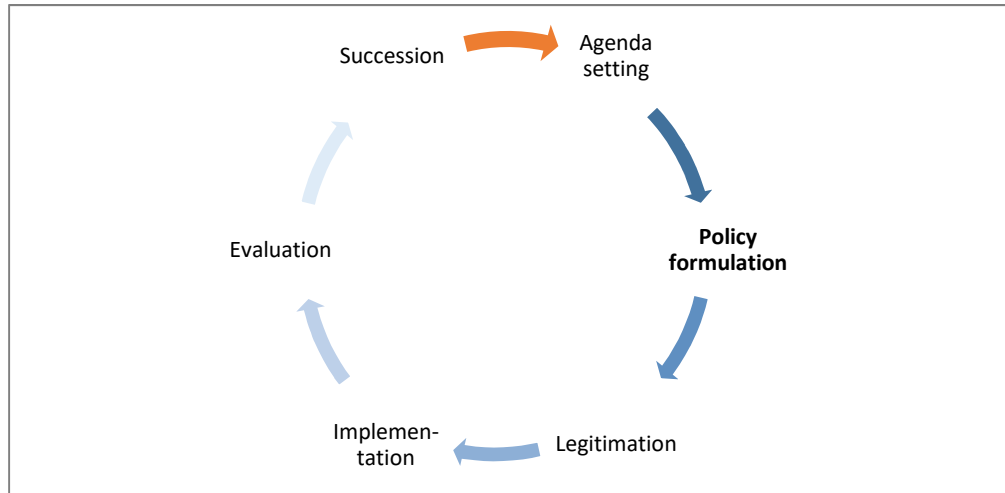 Succession
Agenda
setting
Policy
formulation
Legitimation
Implemen-
tation
Evaluation